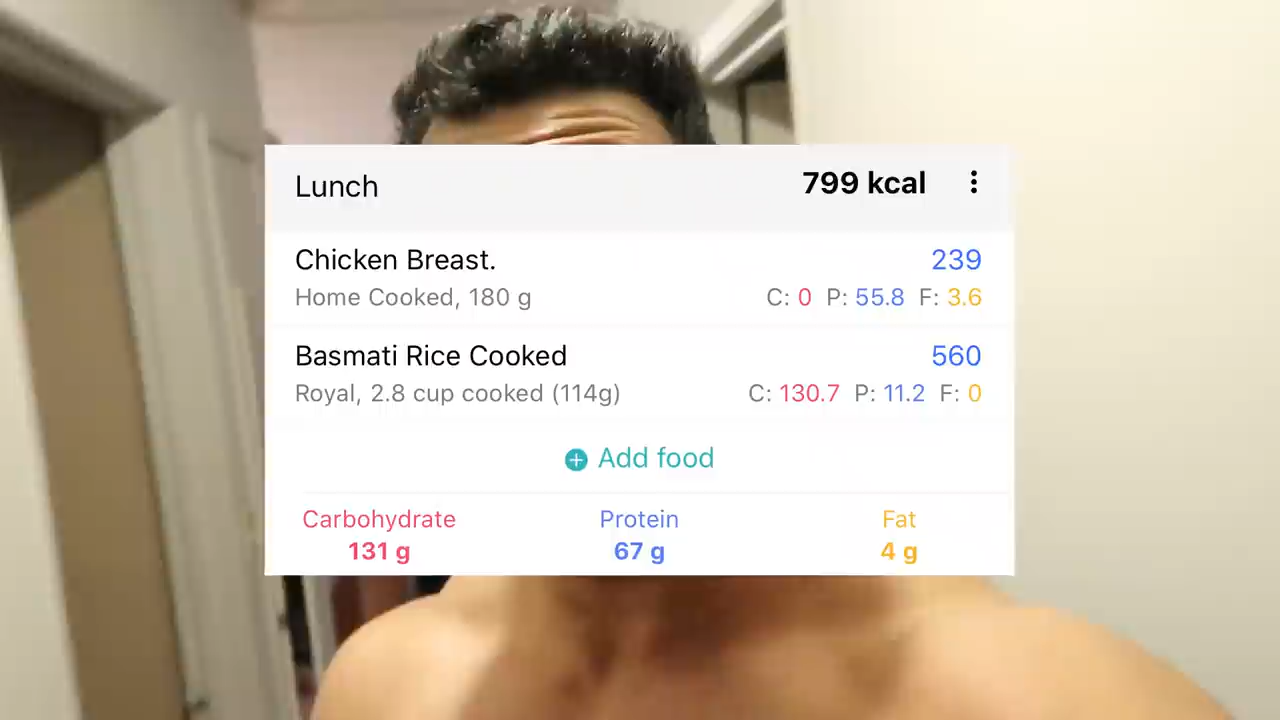 Lunch 799 kcal
Chicken Breast. 239
Home Cooked, 180 g C: 0 P: 55.8 F: 3.6
Basmati Rice Cooked 560
Royal, 2.8 cup cooked (114g) C: 130.7 P: 11.2 F: 0
Add food
Carbohydrate Protein Fat
131 g 67 g 4 g